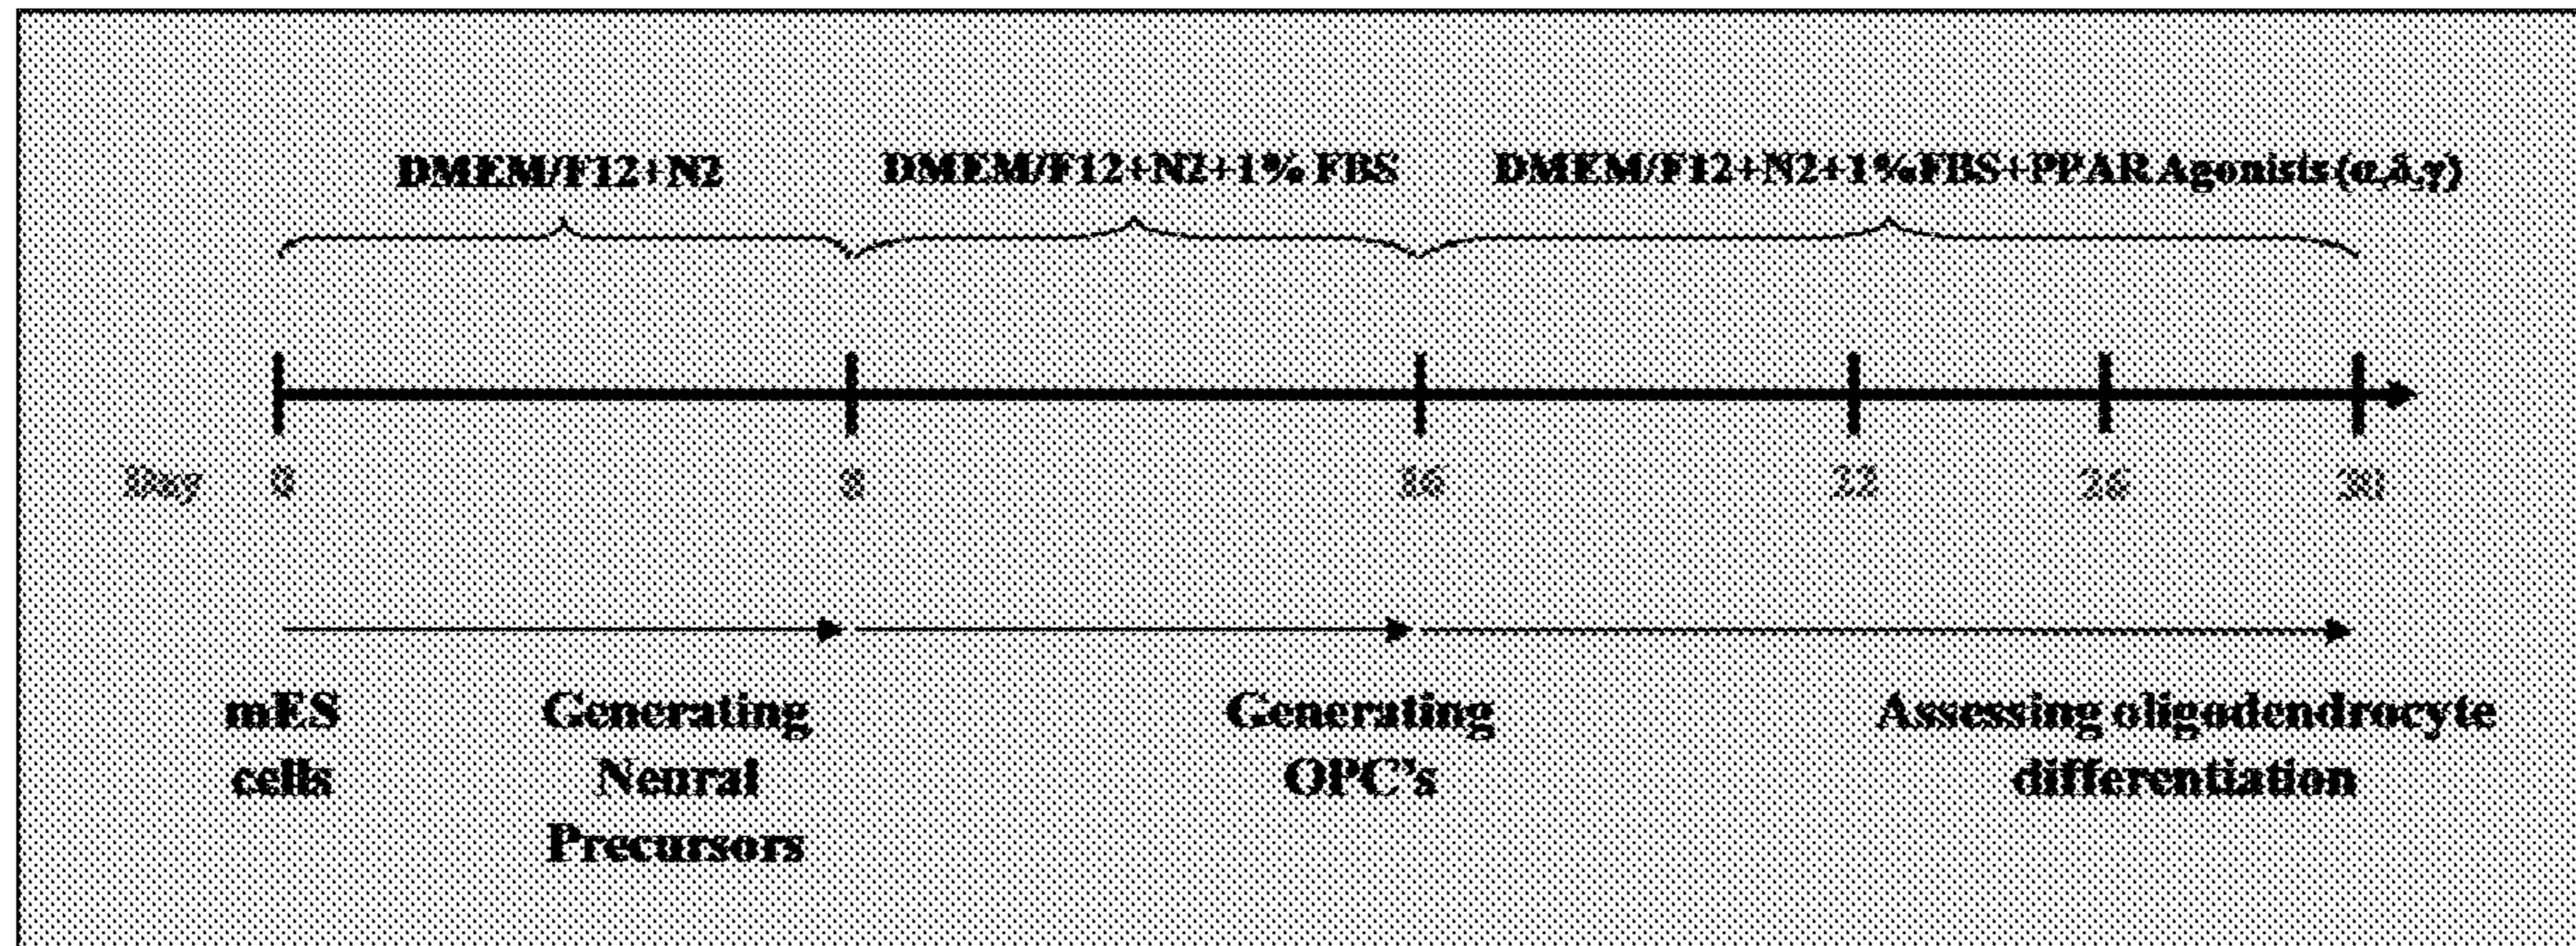 DMEM/F12+N2 DMEM/F12+N2+1% FBS DMEM/F12+N2+1%FBS+PPAR Agonists (α,δ,γ)
Day 0 8 16 22 26 30
mES Generating Generating Assessing oligodendrocyte
cells Neural OPC's differentiation
Precursors